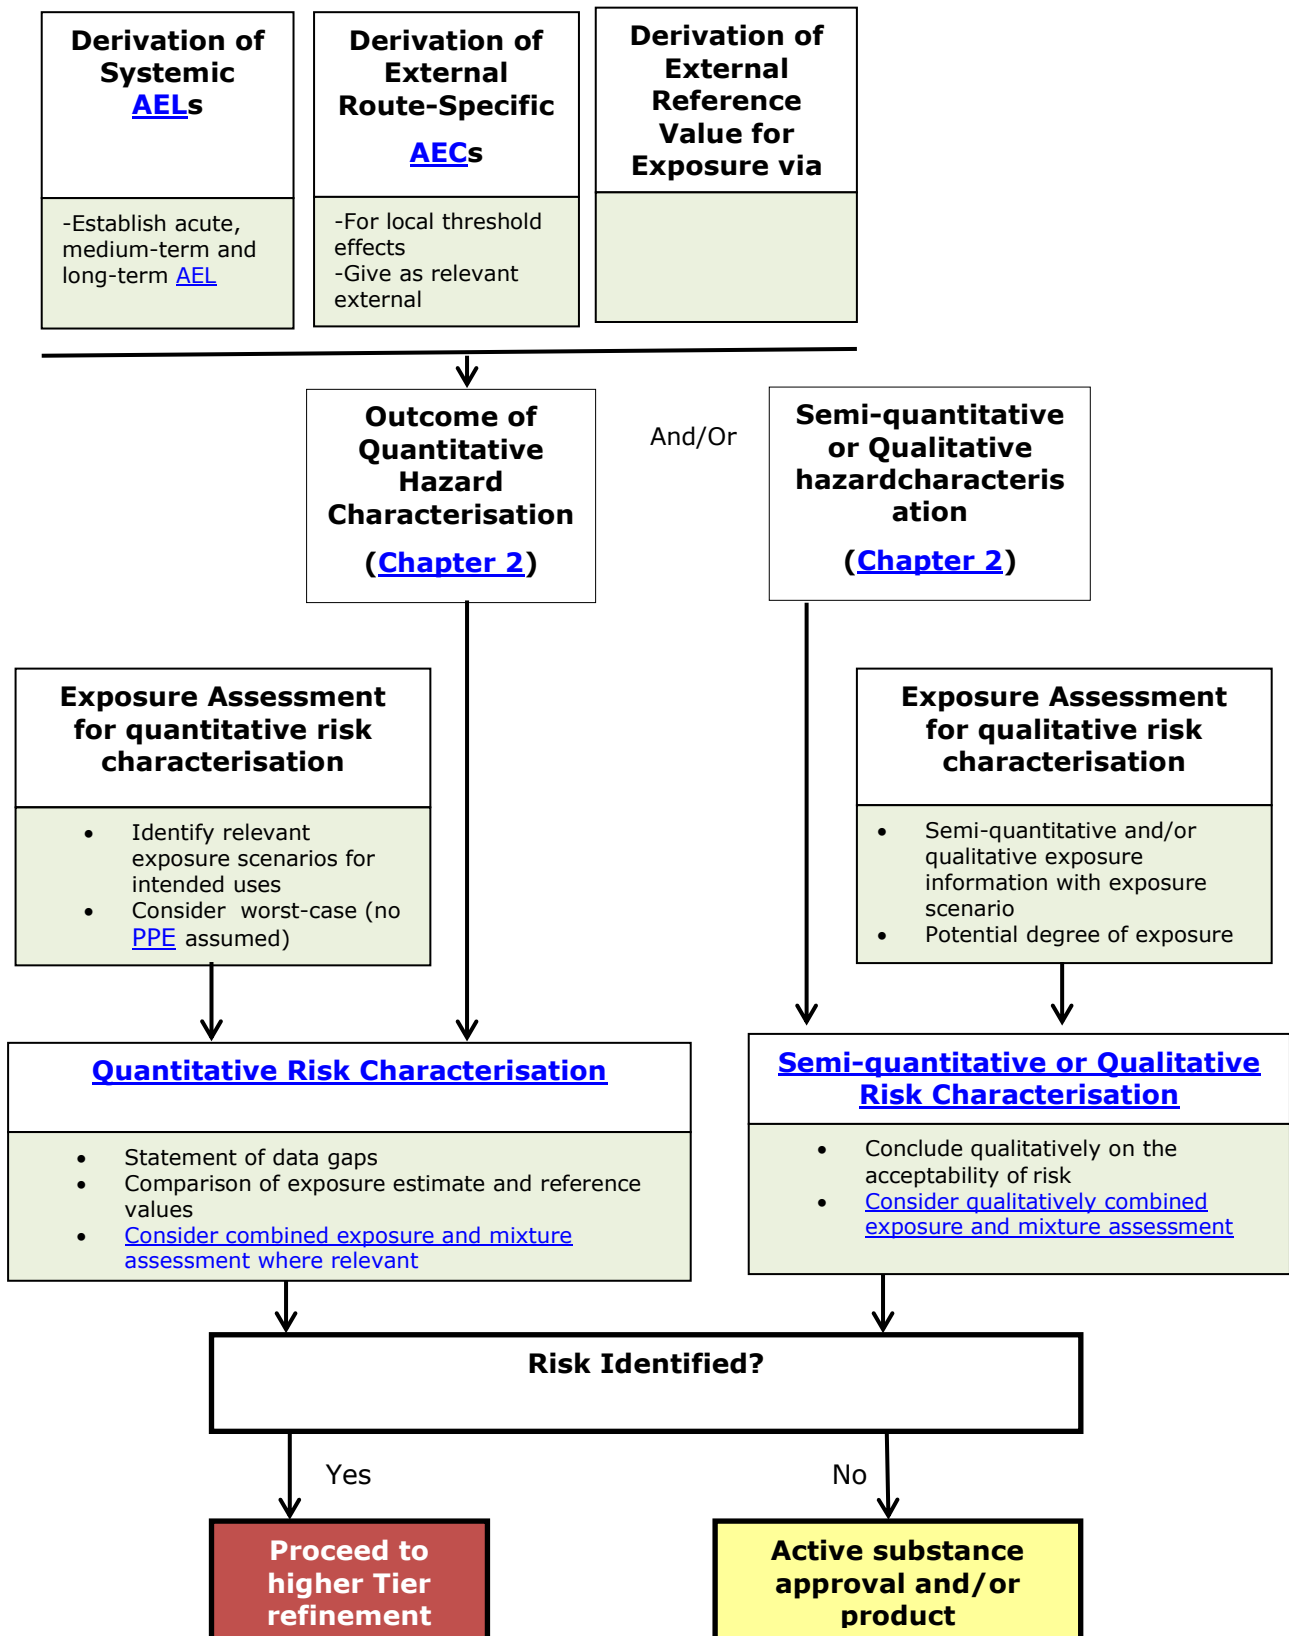 Derivation of
Systemic
AELs
-Establish acute,
medium-term and
long-term AEL
Derivation of
External
Route-Specific
AECs
-For local threshold
effects
-Give as relevant
external
Derivation of
External
Reference
Value for
Exposure via
Outcome of
Quantitative
Hazard
Characterisation
(Chapter 2)
And/Or
Semi-quantitative
or Qualitative
hazardcharacteris
ation
(Chapter 2)
Exposure Assessment
for quantitative risk
characterisation
• Identify relevant
exposure scenarios for
intended uses
• Consider worst-case (no
PPE assumed)
Exposure Assessment
for qualitative risk
characterisation
• Semi-quantitative and/or
qualitative exposure
information with exposure
scenario
• Potential degree of exposure
Quantitative Risk Characterisation
• Statement of data gaps
• Comparison of exposure estimate and reference
values
• Consider combined exposure and mixture
assessment where relevant
Semi-quantitative or Qualitative
Risk Characterisation
• Conclude qualitatively on the
acceptability of risk
• Consider qualitatively combined
exposure and mixture assessment
Risk Identified?
Yes
No
Proceed to
higher Tier
refinement
Active substance
approval and/or
product